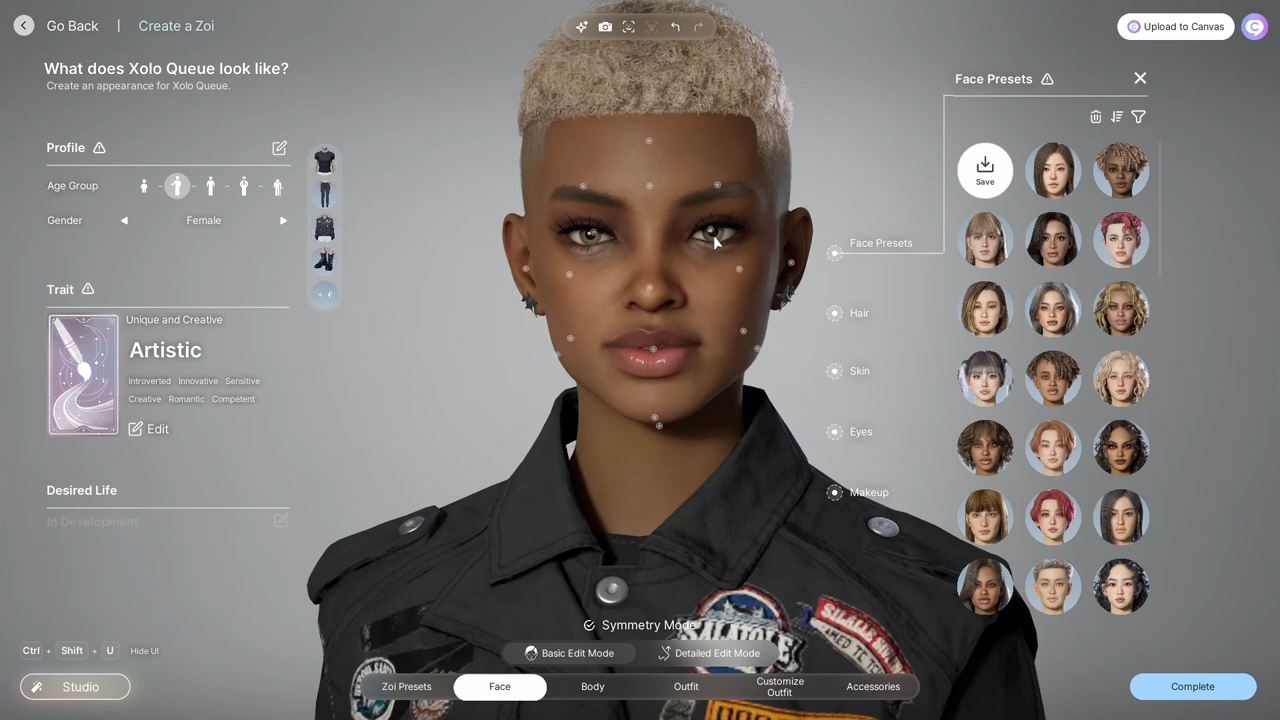 Go Back | Create a Zoi
Upload to Canvas
What does Xolo Queue look like?
Create an appearance for Xolo Queue.
Profile
Age Group
Gender
Female
Trait
Unique and Creative
Artistic
Introverted Innovative Sensitive
Creative Romantic Competent
Edit
Desired Life
In Development
Ctrl + Shift + U Hide UI
Studio
Face Presets
Save
Face Presets
Hair
Skin
Eyes
Makeup
Symmetry Mode
Basic Edit Mode
Detailed Edit Mode
Zoi Presets
Face
Body
Outfit
Customize
Outfit
Accessories
Complete